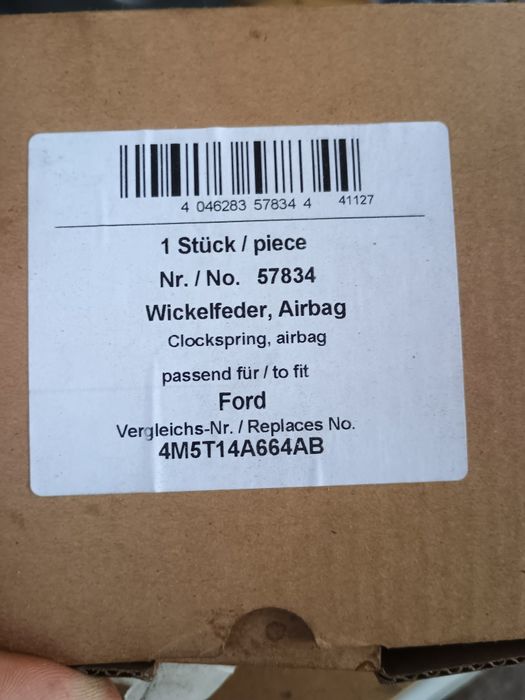 4 046283 57834 4 41127
1 Stück / piece
Nr. / No. 57834
Wickelfeder, Airbag
Clockspring, airbag
passend für / to fit
Ford
Vergleichs-Nr. / Replaces No.
4M5T14A664AB